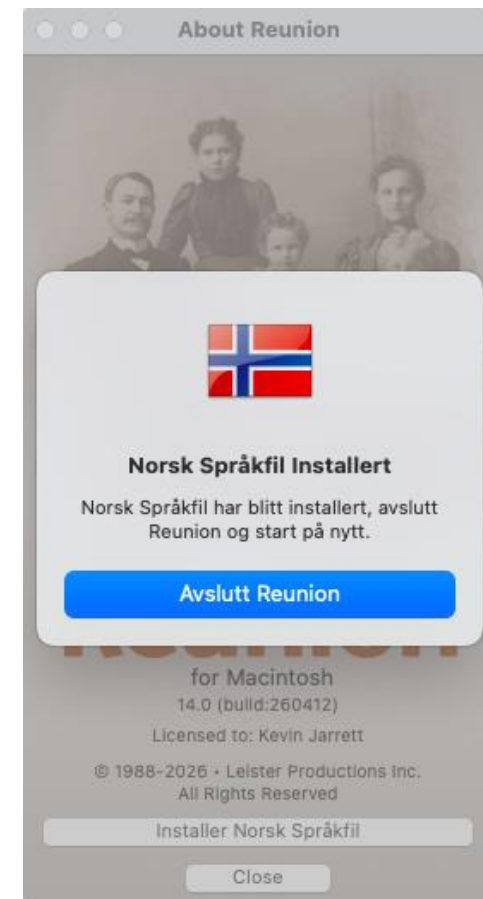 About Reunion
Norsk Språkfil Installert
Norsk Språkfil har blitt installert, avslutt
Reunion og start på nytt.
Avslutt Reunion
Reunion
for Macintosh
14.0 (build:260412)
Licensed to: Kevin Jarrett
© 1988-2026 • Leister Productions Inc.
All Rights Reserved
Installer Norsk Språkfil
Close